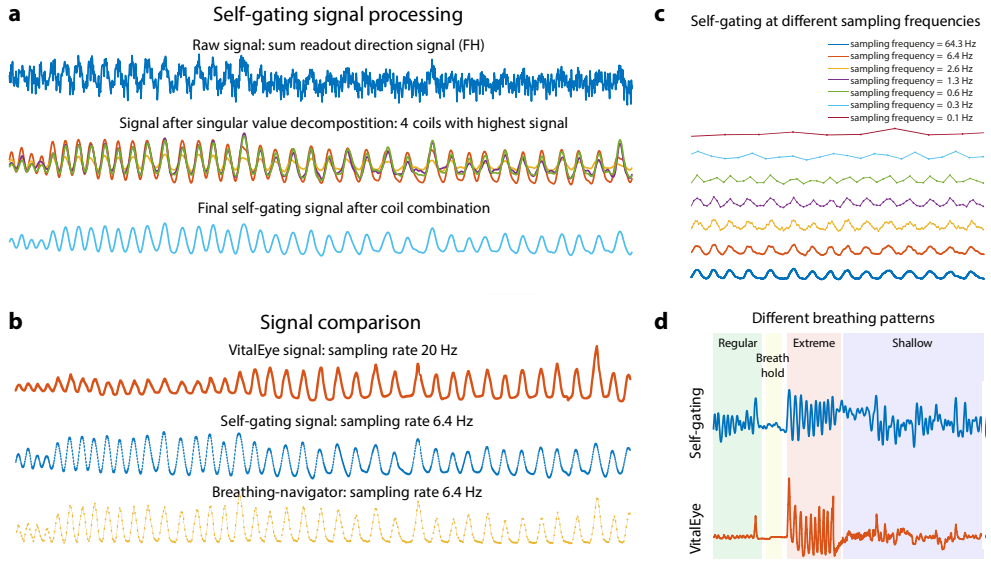 a
Self-gating signal processing
Raw signal: sum readout direction signal (FH)
Signal after singular value decompostition: 4 coils with highest signal
Final self-gating signal after coil combination
b
Signal comparison
VitalEye signal: sampling rate 20 Hz
Self-gating signal: sampling rate 6.4 Hz
Breathing-navigator: sampling rate 6.4 Hz
c
Self-gating at different sampling frequencies
sampling frequency = 64.3 Hz
sampling frequency = 6.4 Hz
sampling frequency = 2.6 Hz
sampling frequency = 1.3 Hz
sampling frequency = 0.6 Hz
sampling frequency = 0.3 Hz
sampling frequency = 0.1 Hz
d
Different breathing patterns
Regular
Breath
hold
Extreme
Shallow
Self-gating
VitalEye